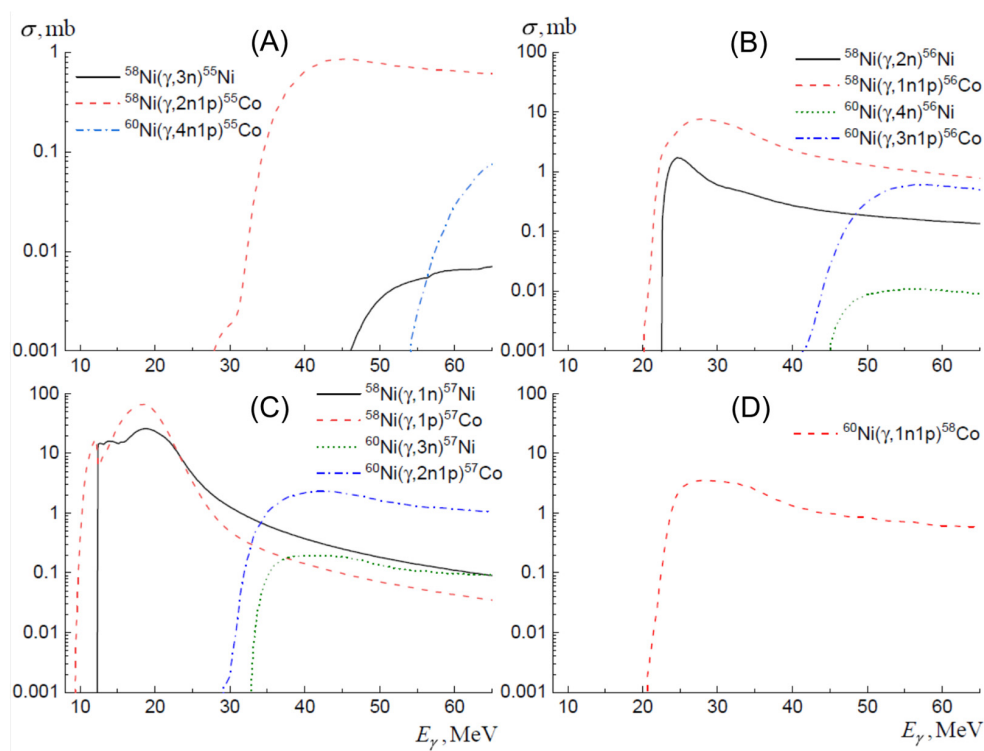 σ, mb
(A)
1
0.1
0.01
0.001
⁵⁸Ni(γ,3n)⁵⁵Ni
⁵⁸Ni(γ,2n1p)⁵⁵Co
⁶⁰Ni(γ,4n1p)⁵⁵Co
10 20 30 40 50 60
σ, mb
(B)
100
10
1
0.1
0.01
0.001
⁵⁸Ni(γ,2n)⁵⁶Ni
⁵⁸Ni(γ,1n1p)⁵⁶Co
⁶⁰Ni(γ,4n)⁵⁶Ni
⁶⁰Ni(γ,3n1p)⁵⁶Co
10 20 30 40 50 60
(C)
100
10
1
0.1
0.01
0.001
⁵⁸Ni(γ,1n)⁵⁷Ni
⁵⁸Ni(γ,1p)⁵⁷Co
⁶⁰Ni(γ,3n)⁵⁷Ni
⁶⁰Ni(γ,2n1p)⁵⁷Co
10 20 30 40 50 60
Eᵧ, MeV
(D)
100
10
1
0.1
0.01
0.001
⁶⁰Ni(γ,1n1p)⁵⁸Co
10 20 30 40 50 60
Eᵧ, MeV